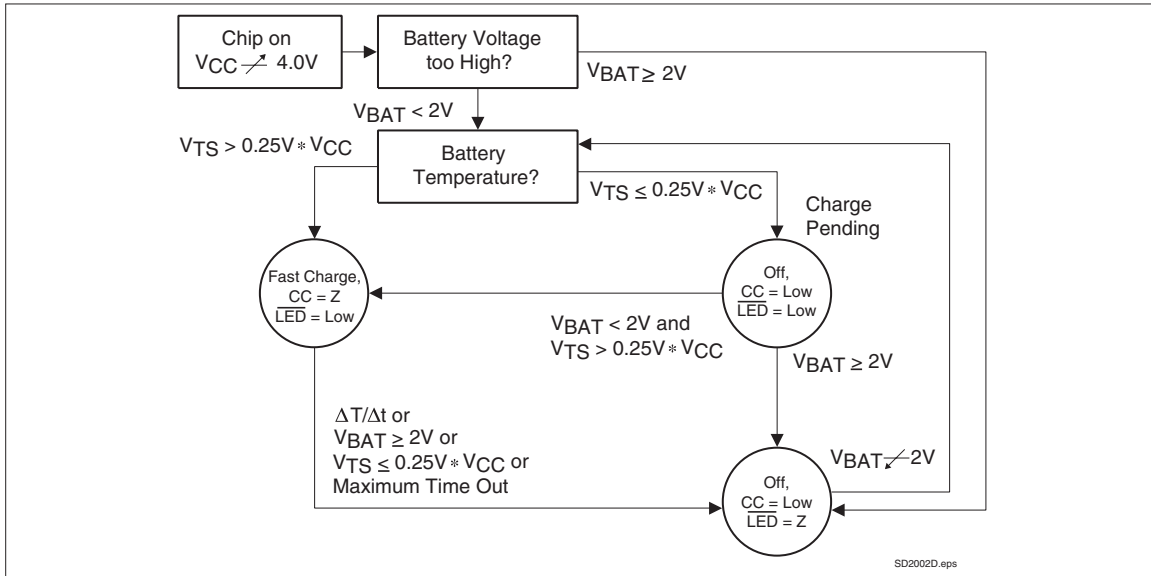 Chip on
VCC ↗ 4.0V
Battery Voltage
too High?
VBAT ≥ 2V
VBAT < 2V
VTS > 0.25V * VCC
Battery
Temperature?
VTS ≤ 0.25V * VCC
Charge
Pending
Fast Charge,
CC = Z
L̅E̅D̅ = Low
Off,
CC = Low
L̅E̅D̅ = Low
VBAT < 2V and
VTS > 0.25V * VCC
VBAT ≥ 2V
ΔT/Δt or
VBAT ≥ 2V or
VTS ≤ 0.25V * VCC or
Maximum Time Out
VBAT ↙ 2V
Off,
CC = Low
L̅E̅D̅ = Z
SD2002D.eps